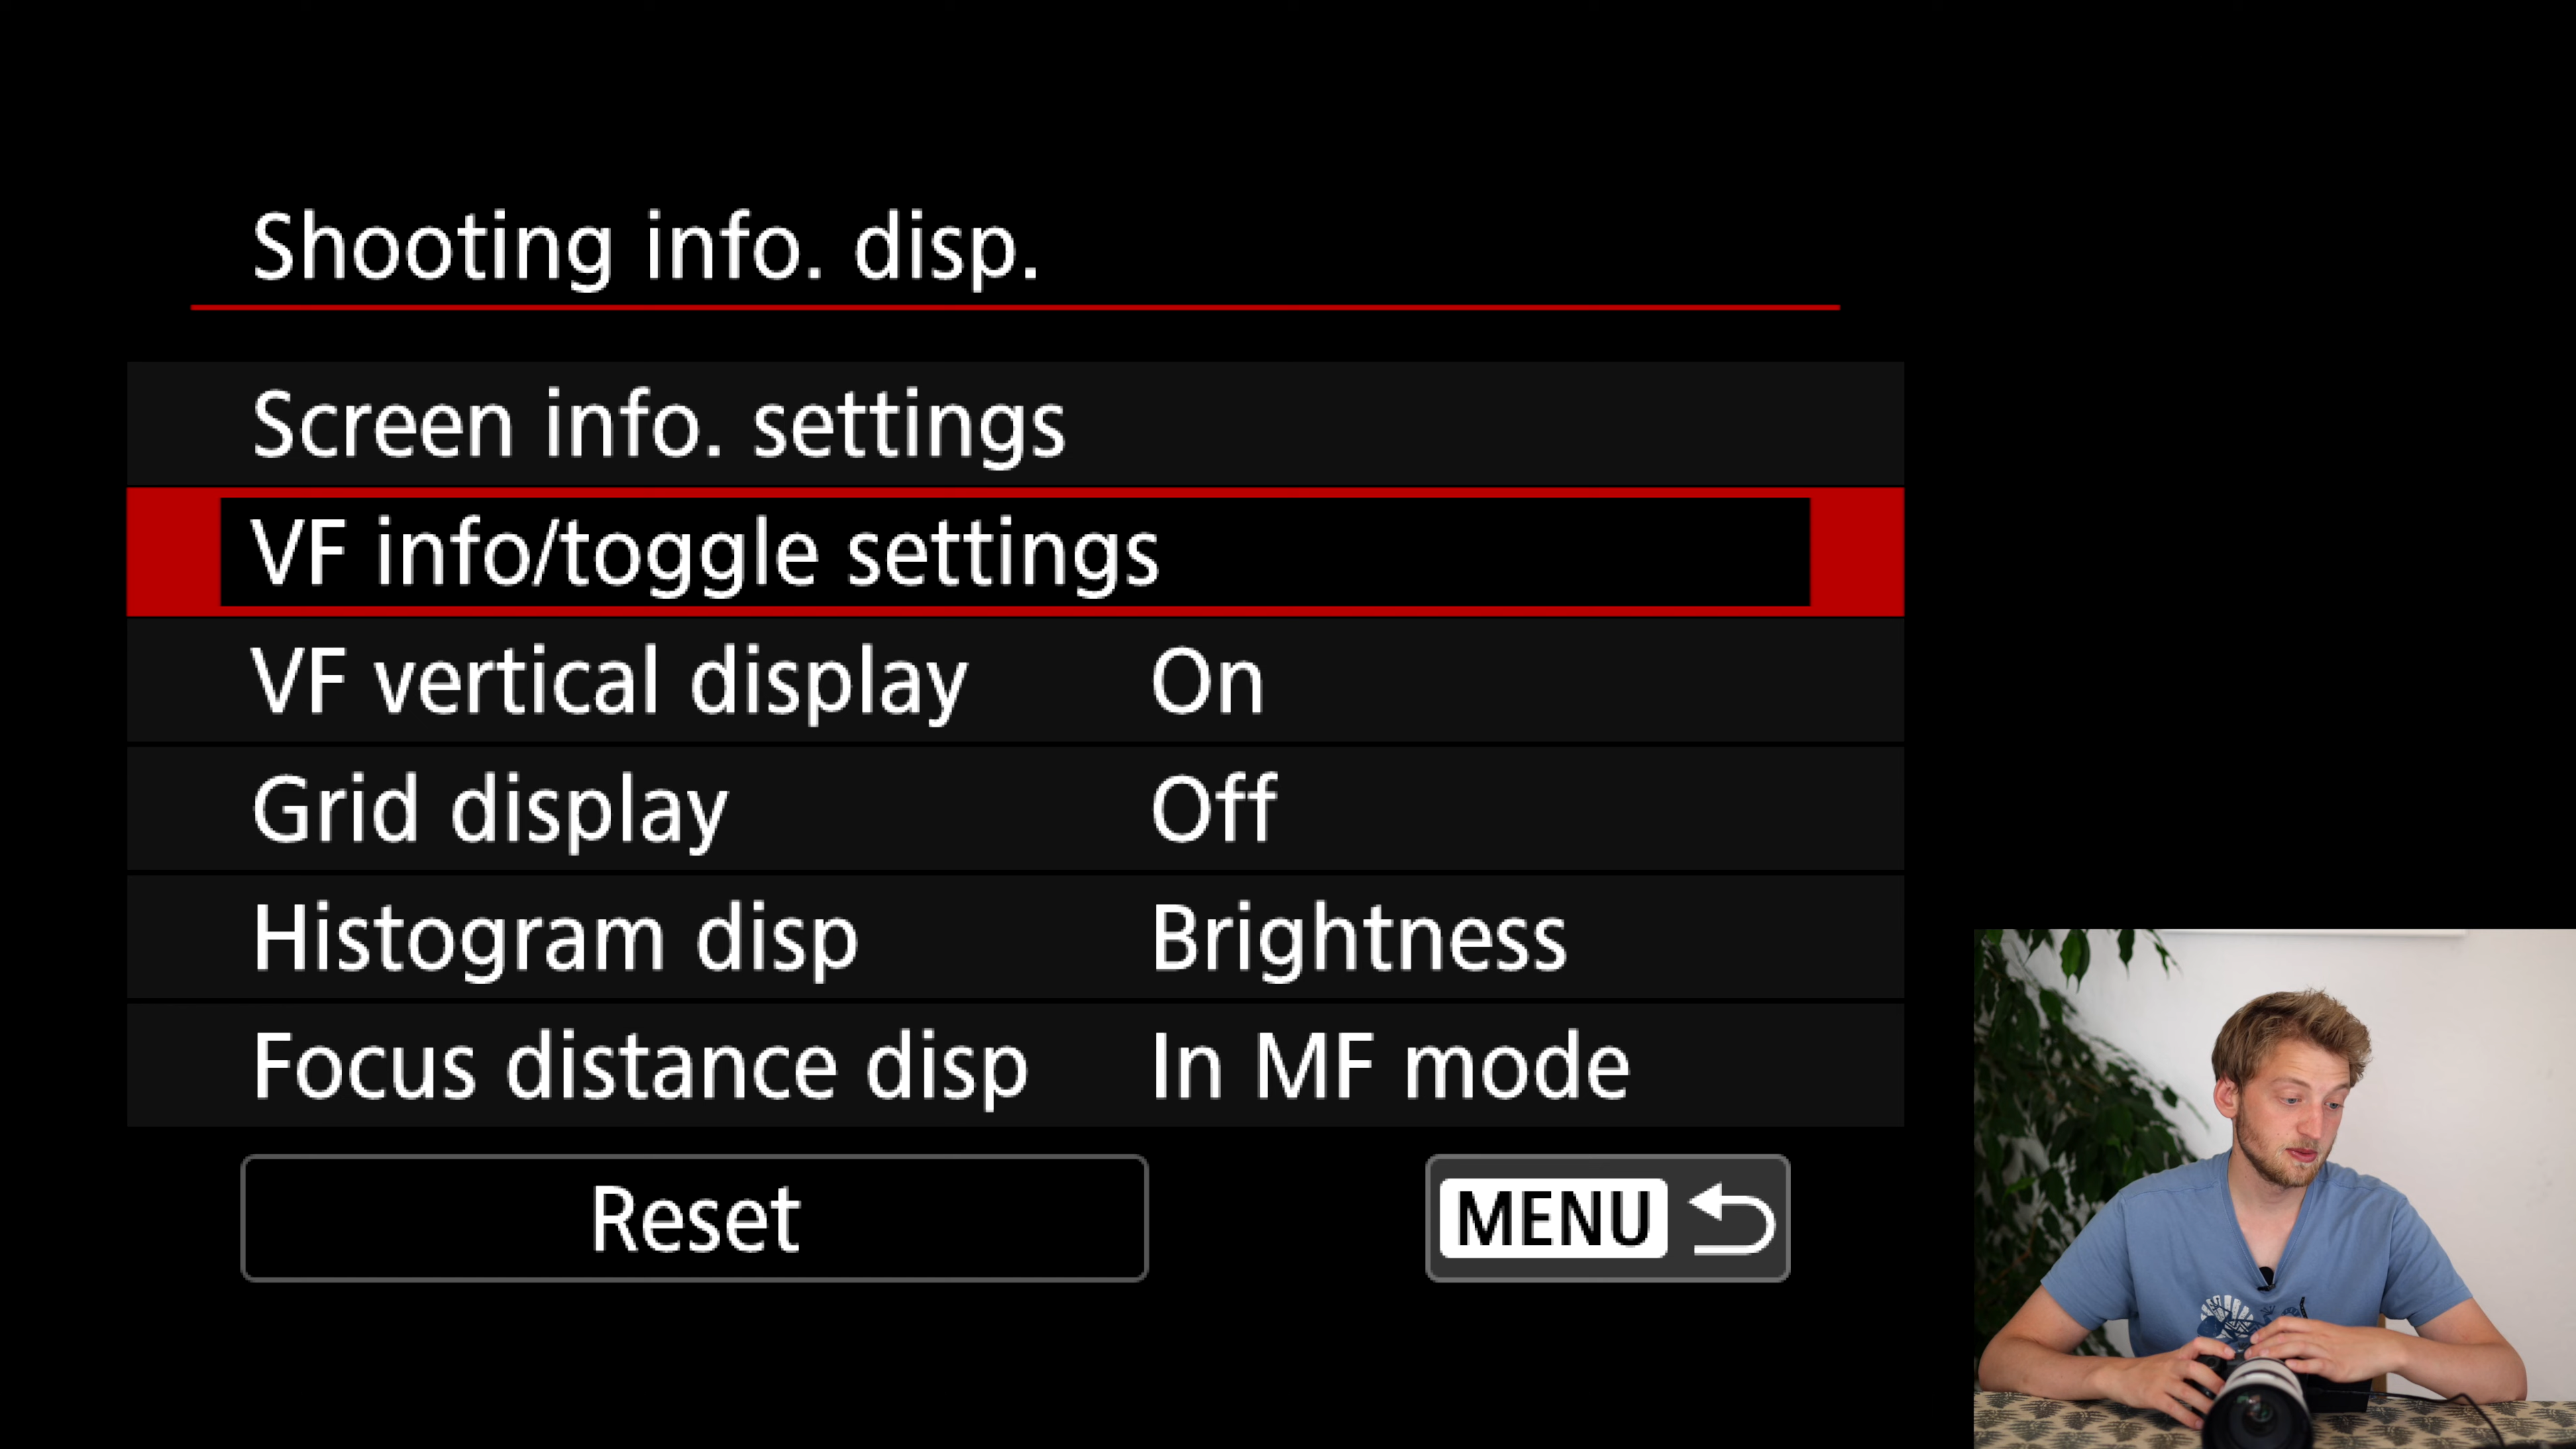 Shooting info. disp.
Screen info. settings
VF info/toggle settings
VF vertical display On
Grid display Off
Histogram disp Brightness
Focus distance disp In MF mode
Reset MENU